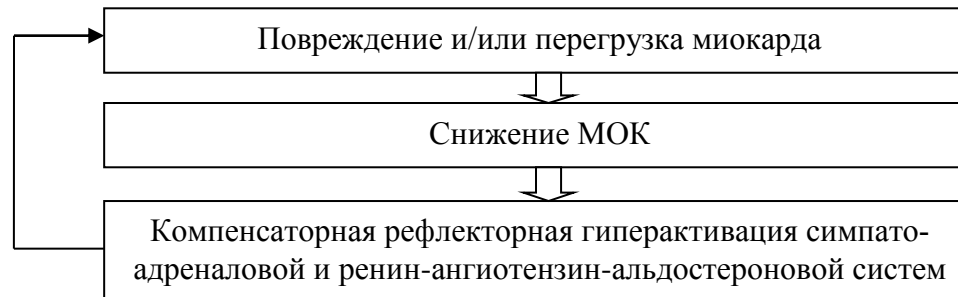 Повреждение и/или перегрузка миокарда
Снижение МОК
Компенсаторная рефлекторная гиперактивация симпато-
адреналовой и ренин-ангиотензин-альдостероновой систем